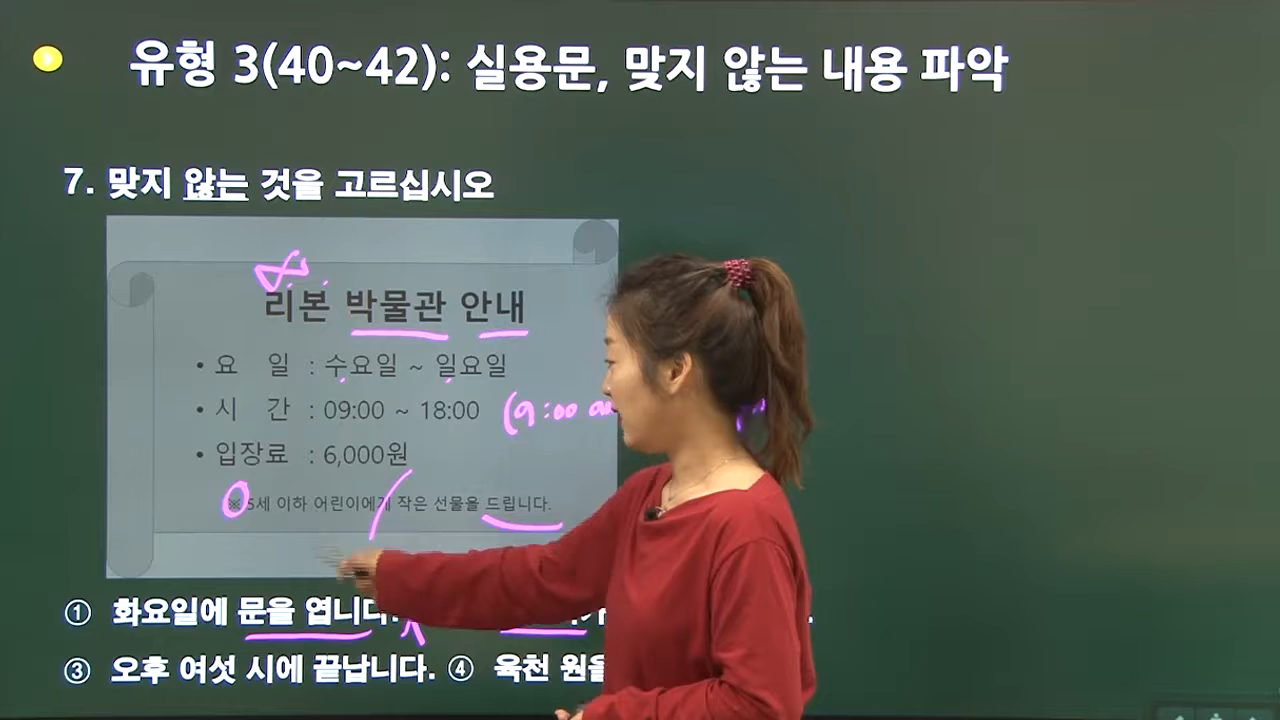 유형 3(40~42): 실용문, 맞지 않는 내용 파악
7. 맞지 않는 것을 고르십시오
리본 박물관 안내
• 요 일 : 수요일 ~ 일요일
• 시 간 : 09:00 ~ 18:00 (9:00
• 입장료 : 6,000원
※ 5세 이하 어린이에게 작은 선물을 드립니다.
① 화요일에 문을 엽니다.
③ 오후 여섯 시에 끝납니다. ④ 육천 원을